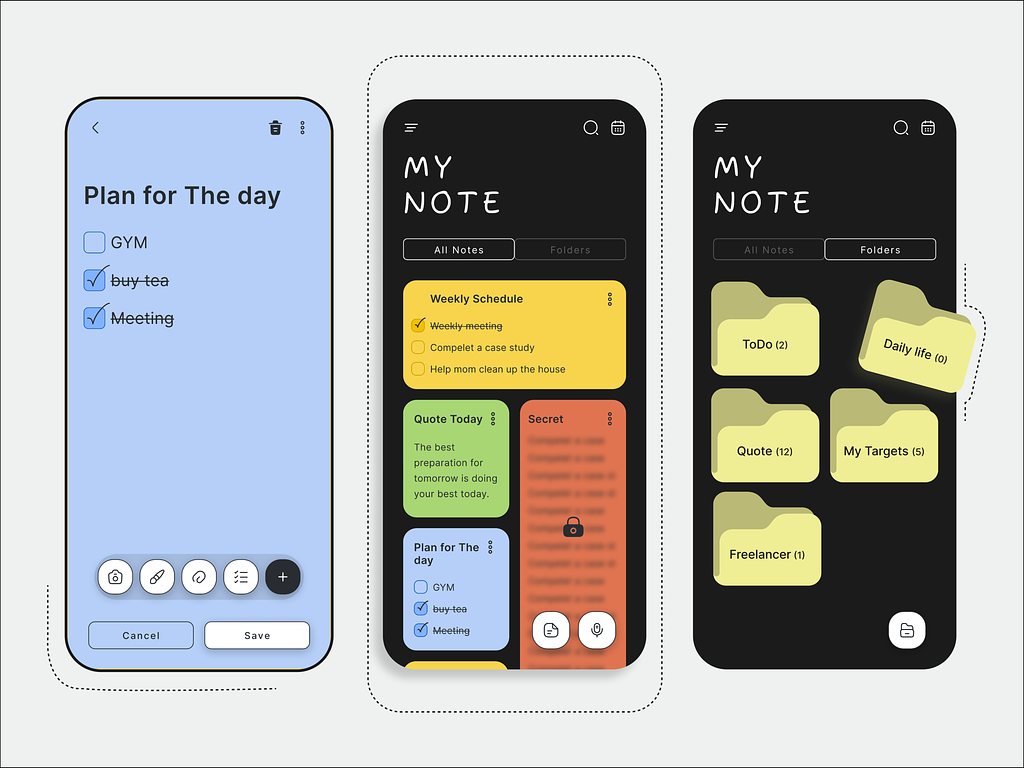 Plan for The day
GYM
buy tea
Meeting
Cancel
Save
MY
NOTE
All Notes
Folders
Weekly Schedule
Weekly meeting
Compelet a case study
Help mom clean up the house
Quote Today
The best
preparation for
tomorrow is doing
your best today.
Secret
Compelet a case
Plan for The
day
GYM
buy tea
Meeting
MY
NOTE
All Notes
Folders
ToDo (2)
Daily life (0)
Quote (12)
My Targets (5)
Freelancer (1)